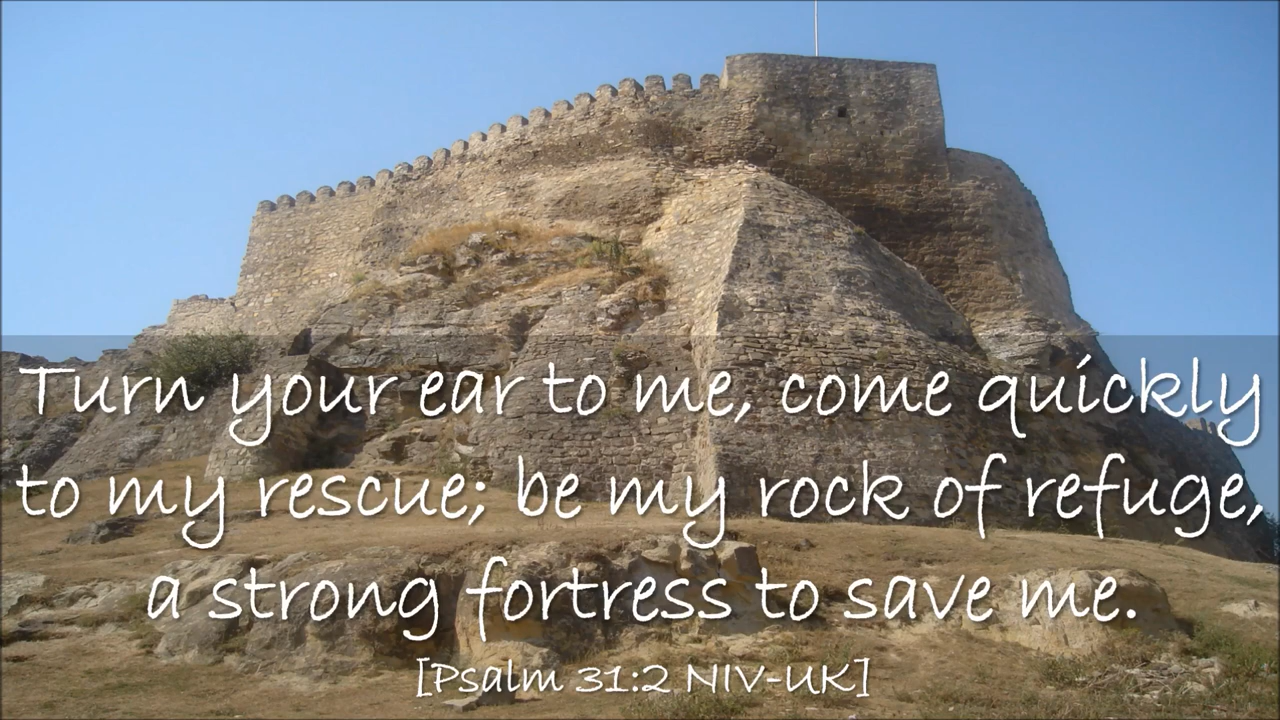 Turn your ear to me, come quickly
to my rescue; be my rock of refuge,
a strong fortress to save me.
[Psalm 31:2 NIV-UK]